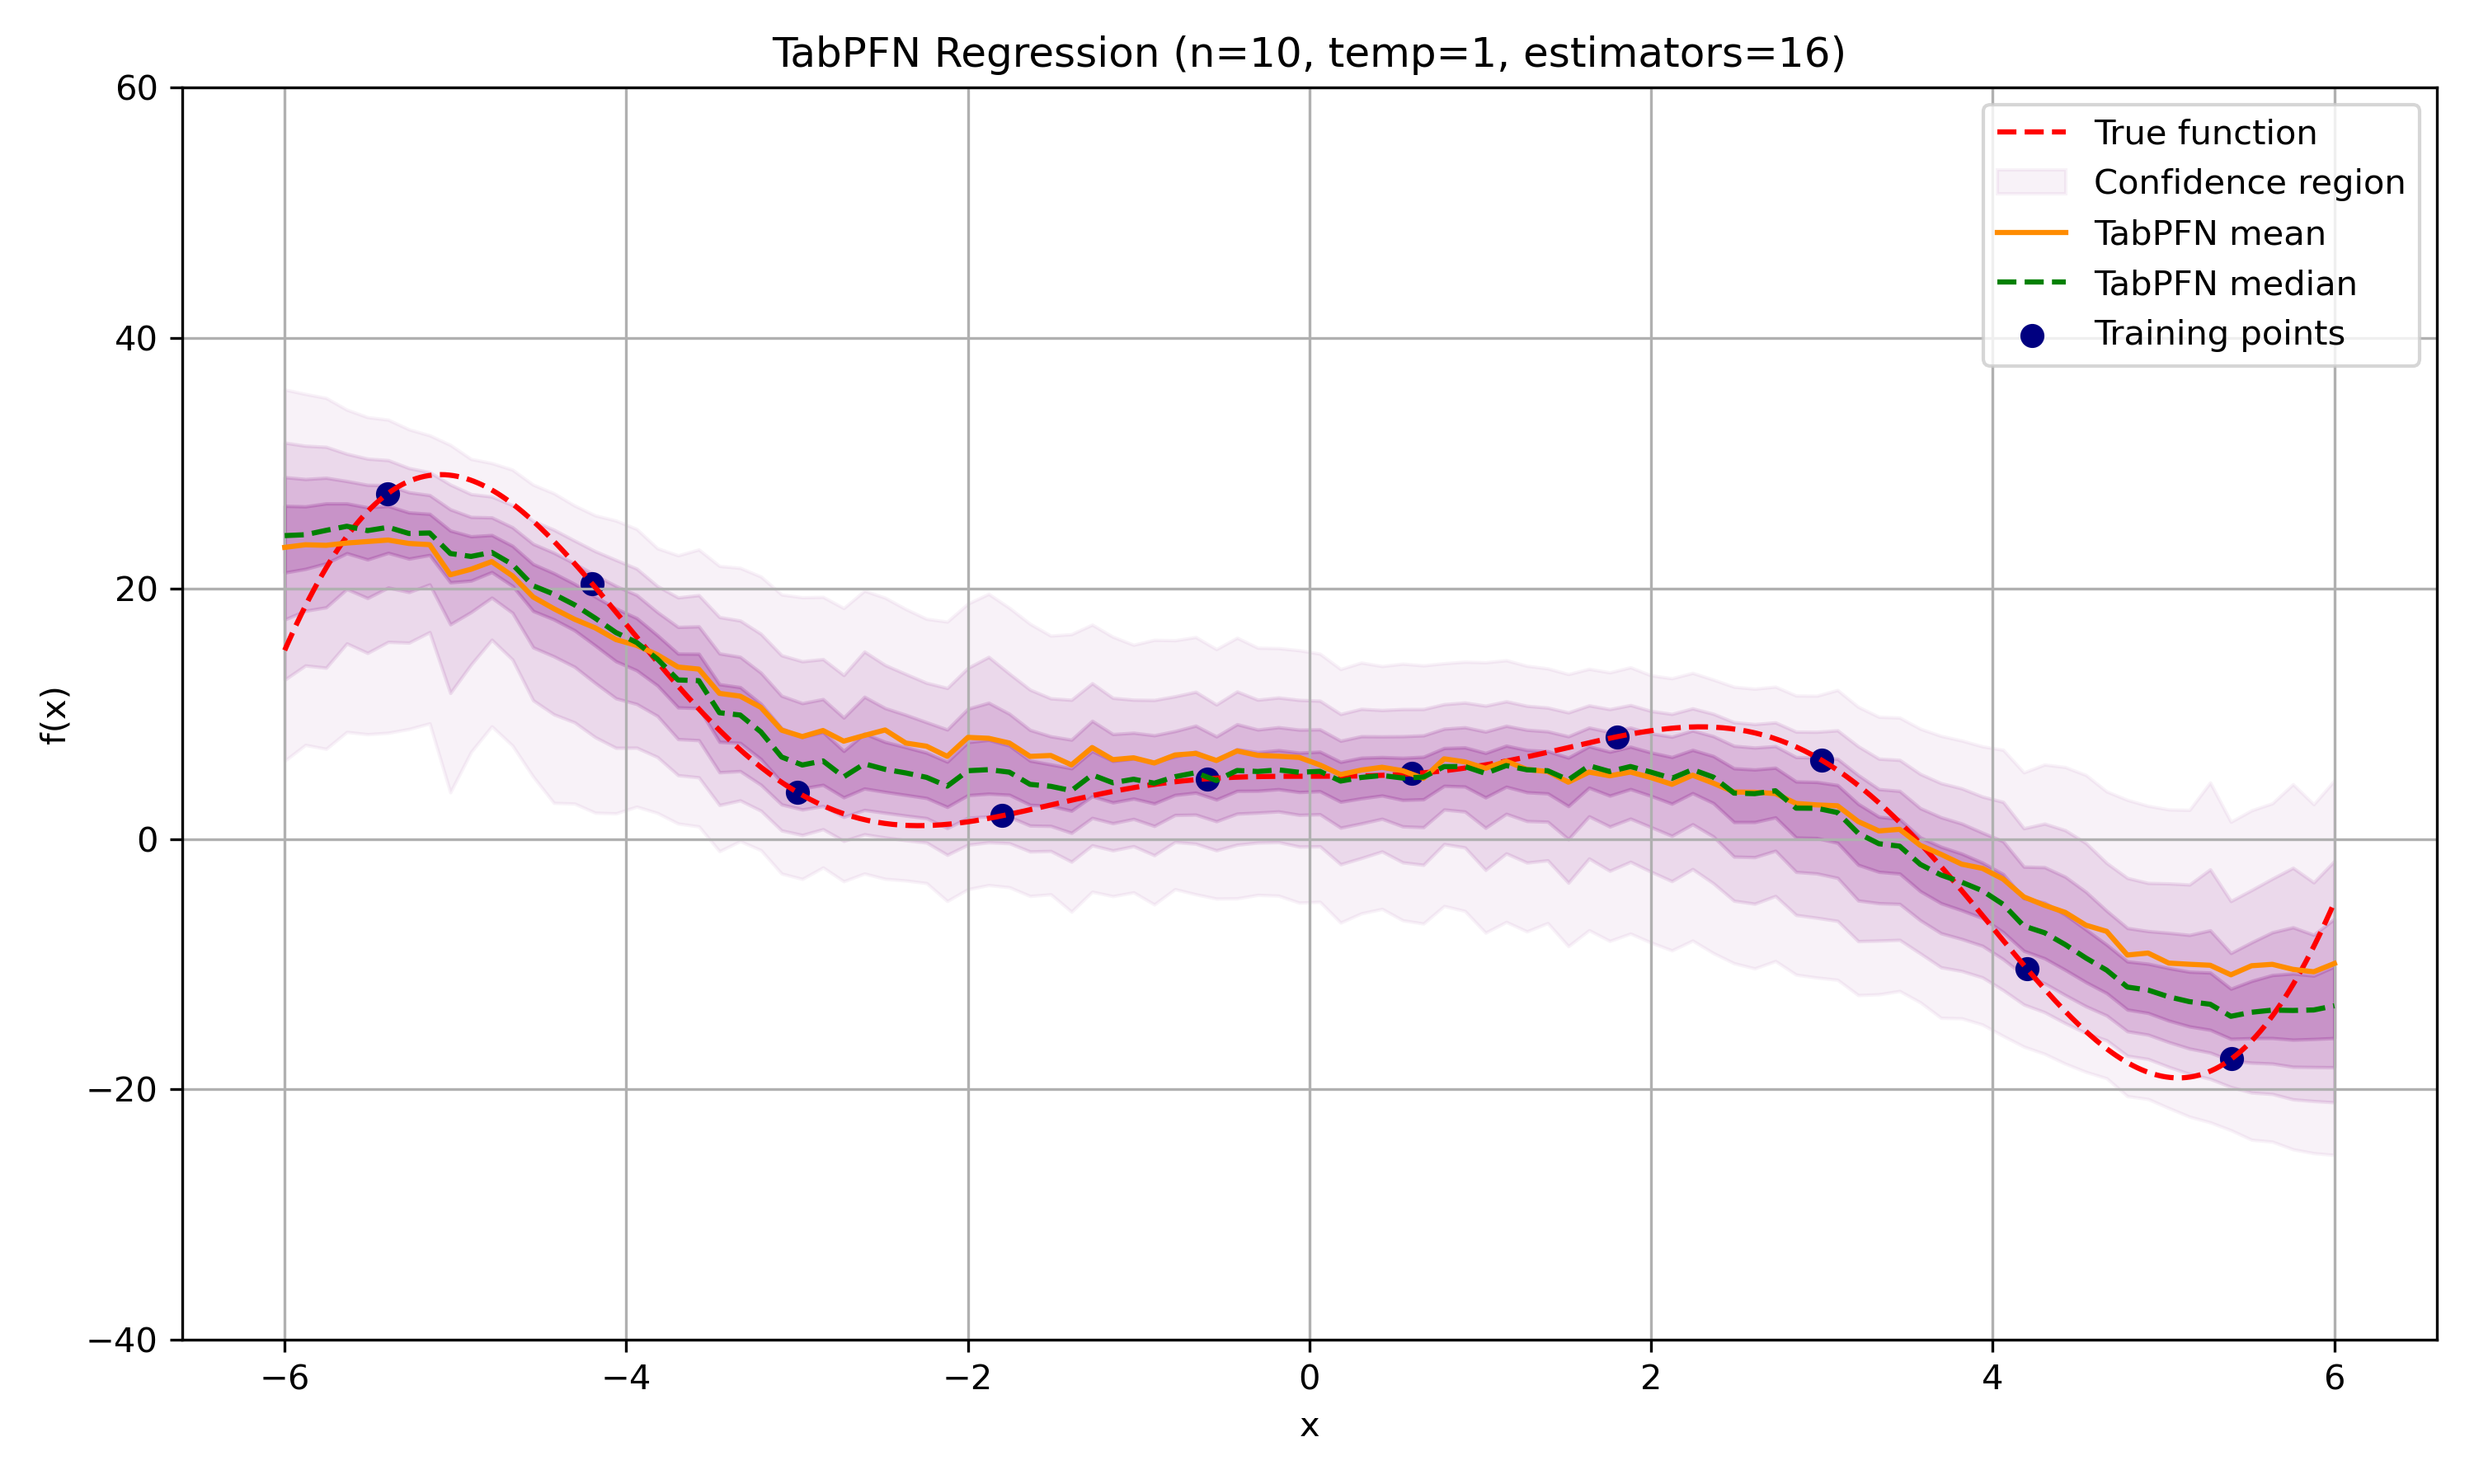 TabPFN Regression (n=10, temp=1, estimators=16)
True function
Confidence region
TabPFN mean
TabPFN median
Training points
f(x)
60
40
20
0
−20
−40
−6
−4
−2
0
2
4
6
x